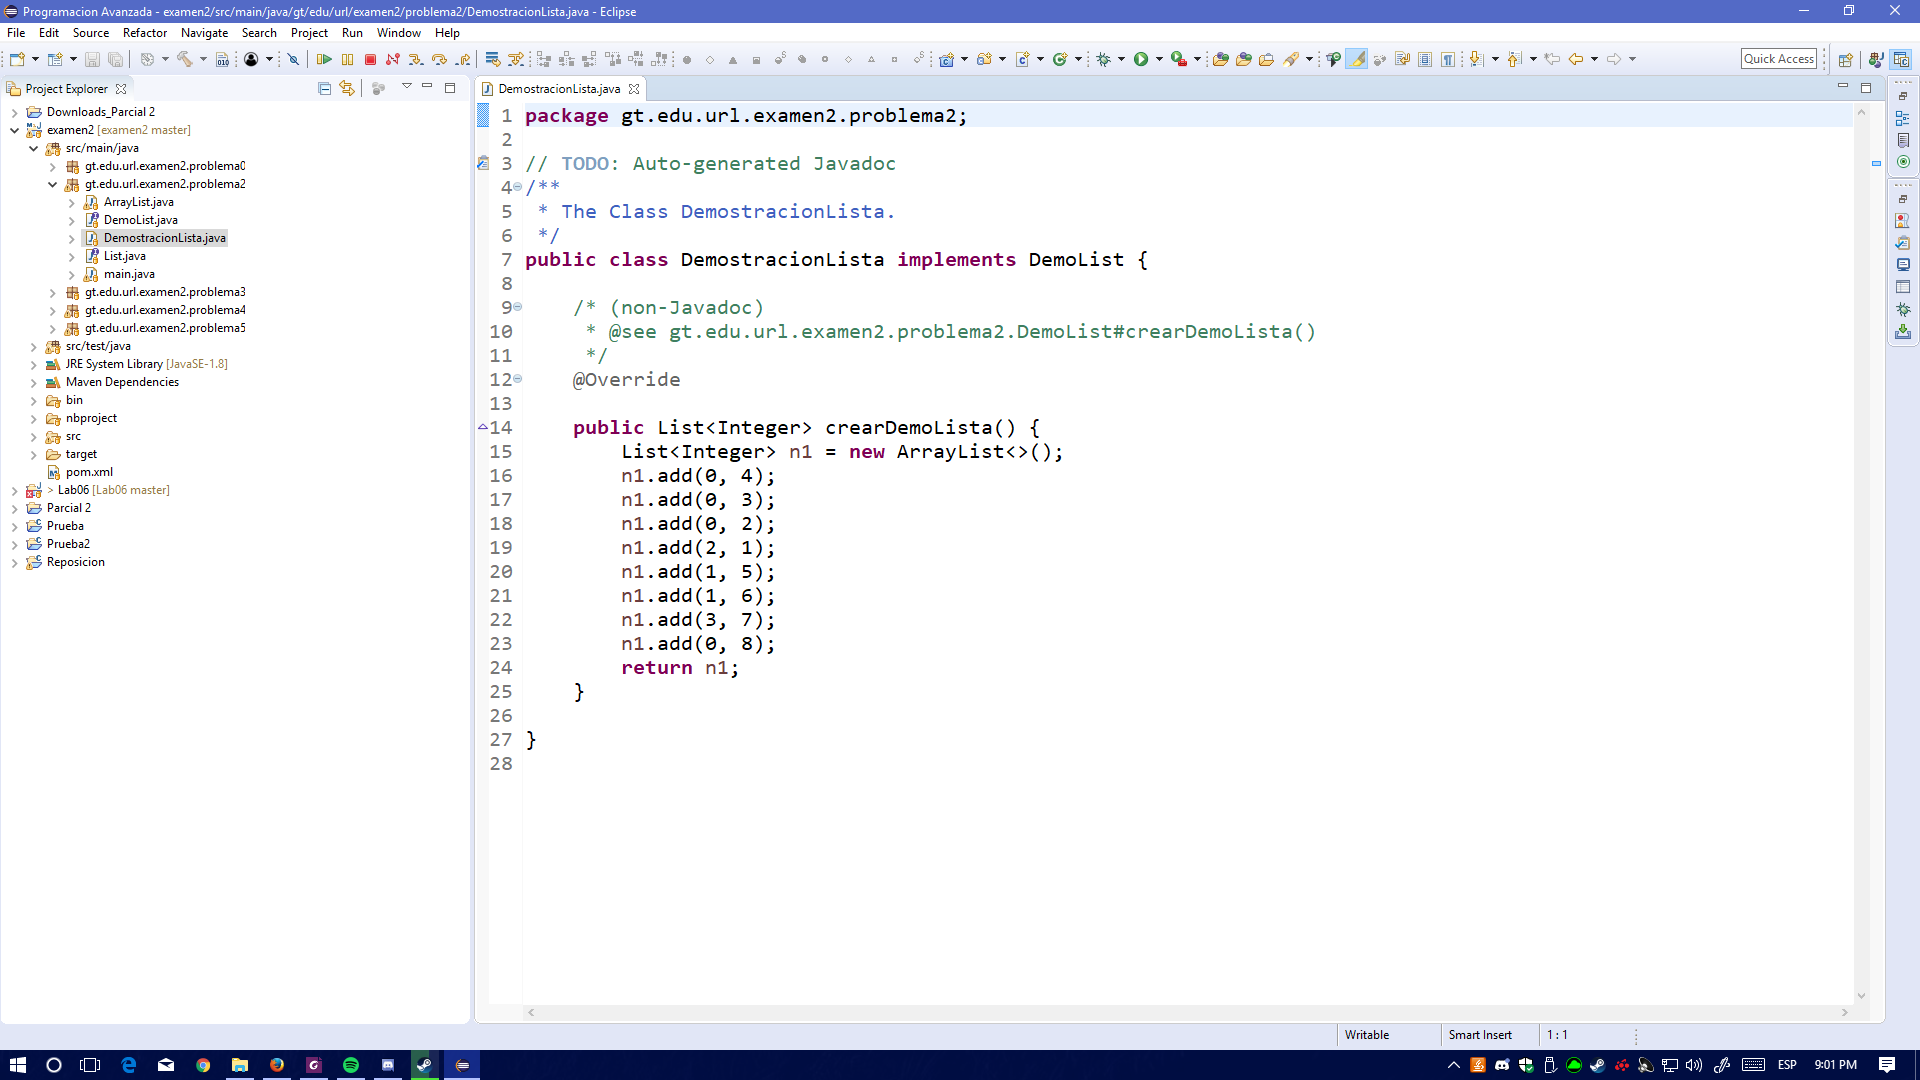 Programacion Avanzada - examen2/src/main/java/gt/edu/url/examen2/problema2/DemostracionLista.java - Eclipse
File Edit Source Refactor Navigate Search Project Run Window Help
Quick Access
Project Explorer
Downloads_Parcial 2
examen2 [examen2 master]
src/main/java
gt.edu.url.examen2.problema0
gt.edu.url.examen2.problema2
ArrayList.java
DemoList.java
DemostracionLista.java
List.java
main.java
gt.edu.url.examen2.problema3
gt.edu.url.examen2.problema4
gt.edu.url.examen2.problema5
src/test/java
JRE System Library [JavaSE-1.8]
Maven Dependencies
bin
nbproject
src
target
pom.xml
> Lab06 [Lab06 master]
Parcial 2
Prueba
Prueba2
Reposicion
DemostracionLista.java
1 package gt.edu.url.examen2.problema2;
2
3 // TODO: Auto-generated Javadoc
4 /**
5  * The Class DemostracionLista.
6  */
7 public class DemostracionLista implements DemoList {
8
9     /* (non-Javadoc)
10      * @see gt.edu.url.examen2.problema2.DemoList#crearDemoLista()
11      */
12     @Override
13
14     public List<Integer> crearDemoLista() {
15         List<Integer> n1 = new ArrayList<>();
16         n1.add(0, 4);
17         n1.add(0, 3);
18         n1.add(0, 2);
19         n1.add(2, 1);
20         n1.add(1, 5);
21         n1.add(1, 6);
22         n1.add(3, 7);
23         n1.add(0, 8);
24         return n1;
25     }
26
27 }
28
Writable Smart Insert 1 : 1
ESP 9:01 PM